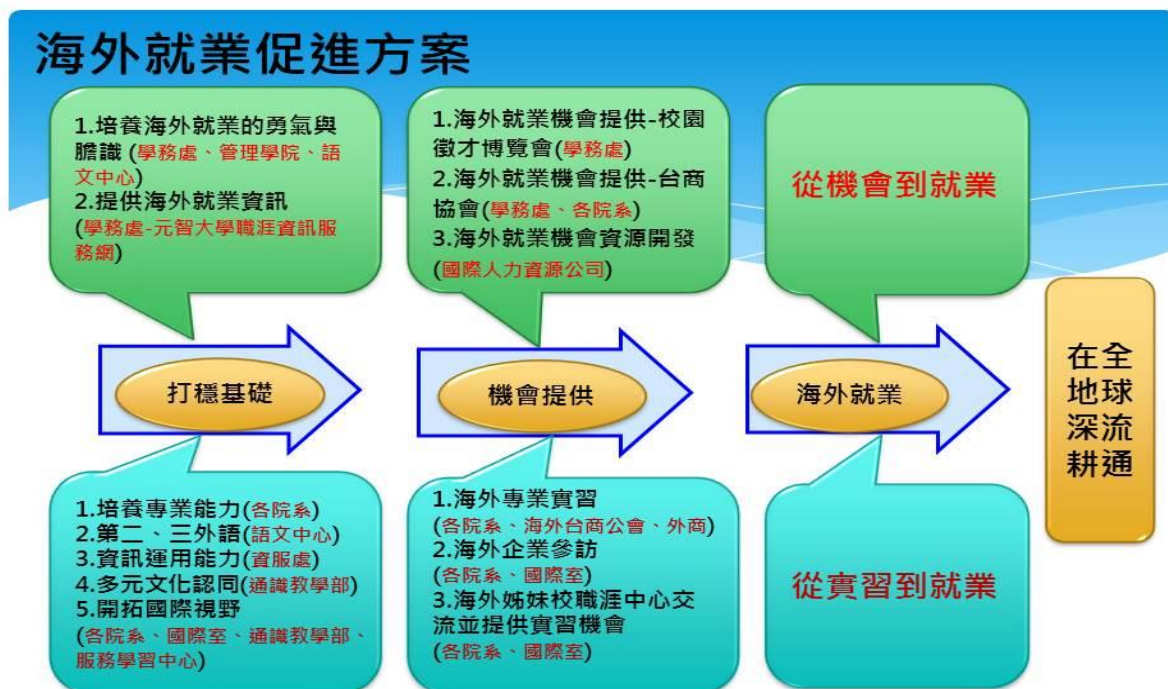 海外就業促進方案
1.培養海外就業的勇氣與
膽識 (學務處、管理學院、語
文中心)
2.提供海外就業資訊
(學務處-元智大學職涯資訊服
務網)
1.海外就業機會提供-校園
徵才博覽會(學務處)
2.海外就業機會提供-台商
協會(學務處、各院系)
3.海外就業機會資源開發
(國際人力資源公司)
從機會到就業
打穩基礎
機會提供
海外就業
全球流通
在地深耕
1.培養專業能力(各院系)
2.第二、三外語(語文中心)
3.資訊運用能力(資服處)
4.多元文化認同(通識教學部)
5.開拓國際視野
(各院系、國際室、通識教學部、
服務學習中心)
1.海外專業實習
(各院系、海外台商公會、外商)
2.海外企業參訪
(各院系、國際室)
3.海外姊妹校職涯中心交
流並提供實習機會
(各院系、國際室)
從實習到就業